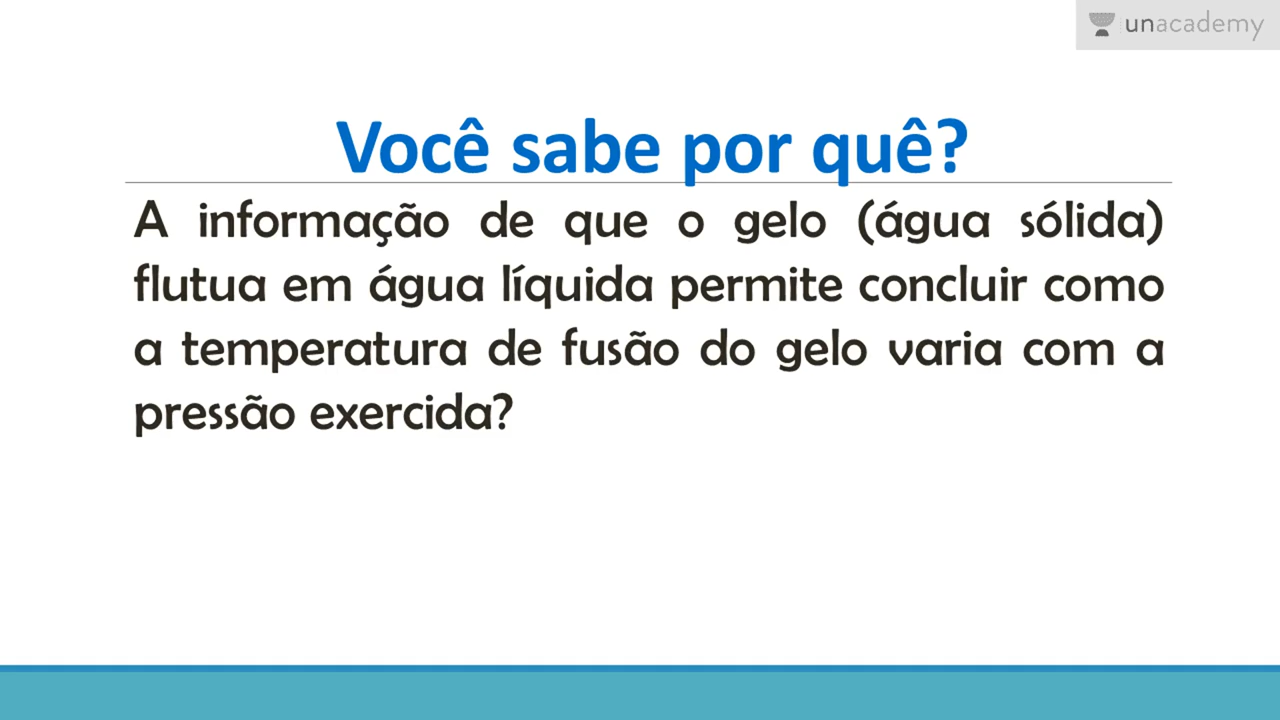 unacademy
Você sabe por quê?
A informação de que o gelo (água sólida)
flutua em água líquida permite concluir como
a temperatura de fusão do gelo varia com a
pressão exercida?